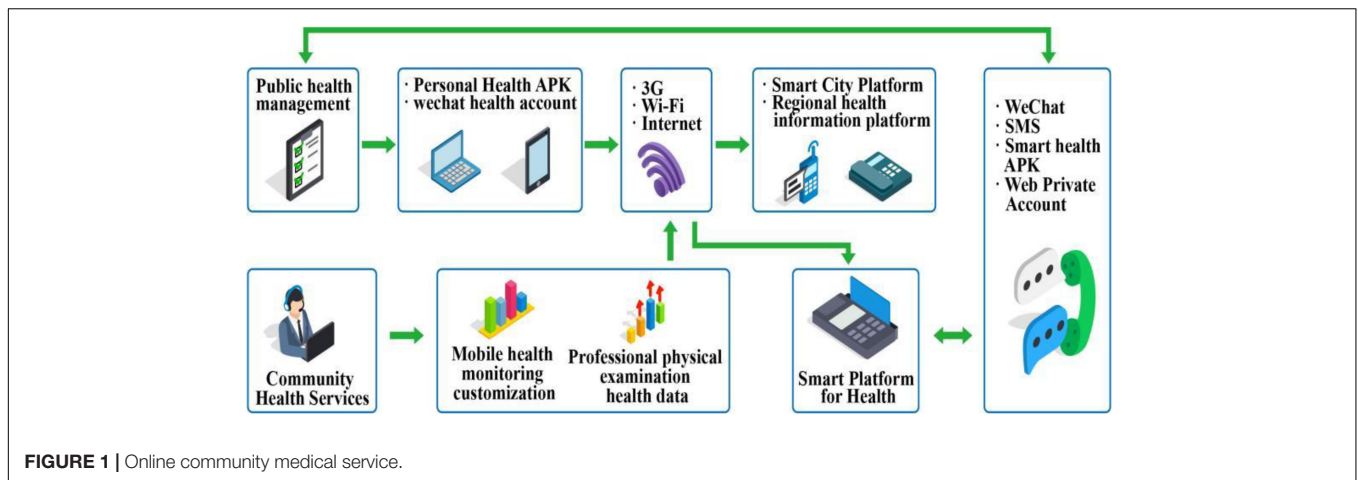 Public health
management
· Personal Health APK
· wechat health account
· 3G
· Wi-Fi
· Internet
· Smart City Platform
· Regional health
information platform
· WeChat
· SMS
· Smart health
APK
· Web Private
Account
Community
Health Services
Mobile health
monitoring
customization
Professional physical
examination
health data
Smart Platform
for Health
FIGURE 1 | Online community medical service.